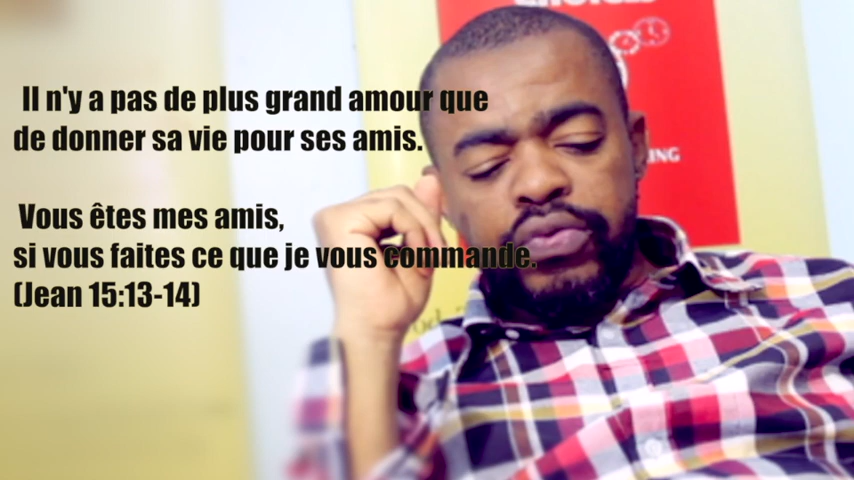 Il n'y a pas de plus grand amour que
de donner sa vie pour ses amis.
Vous êtes mes amis,
si vous faites ce que je vous commande.
(Jean 15:13-14)